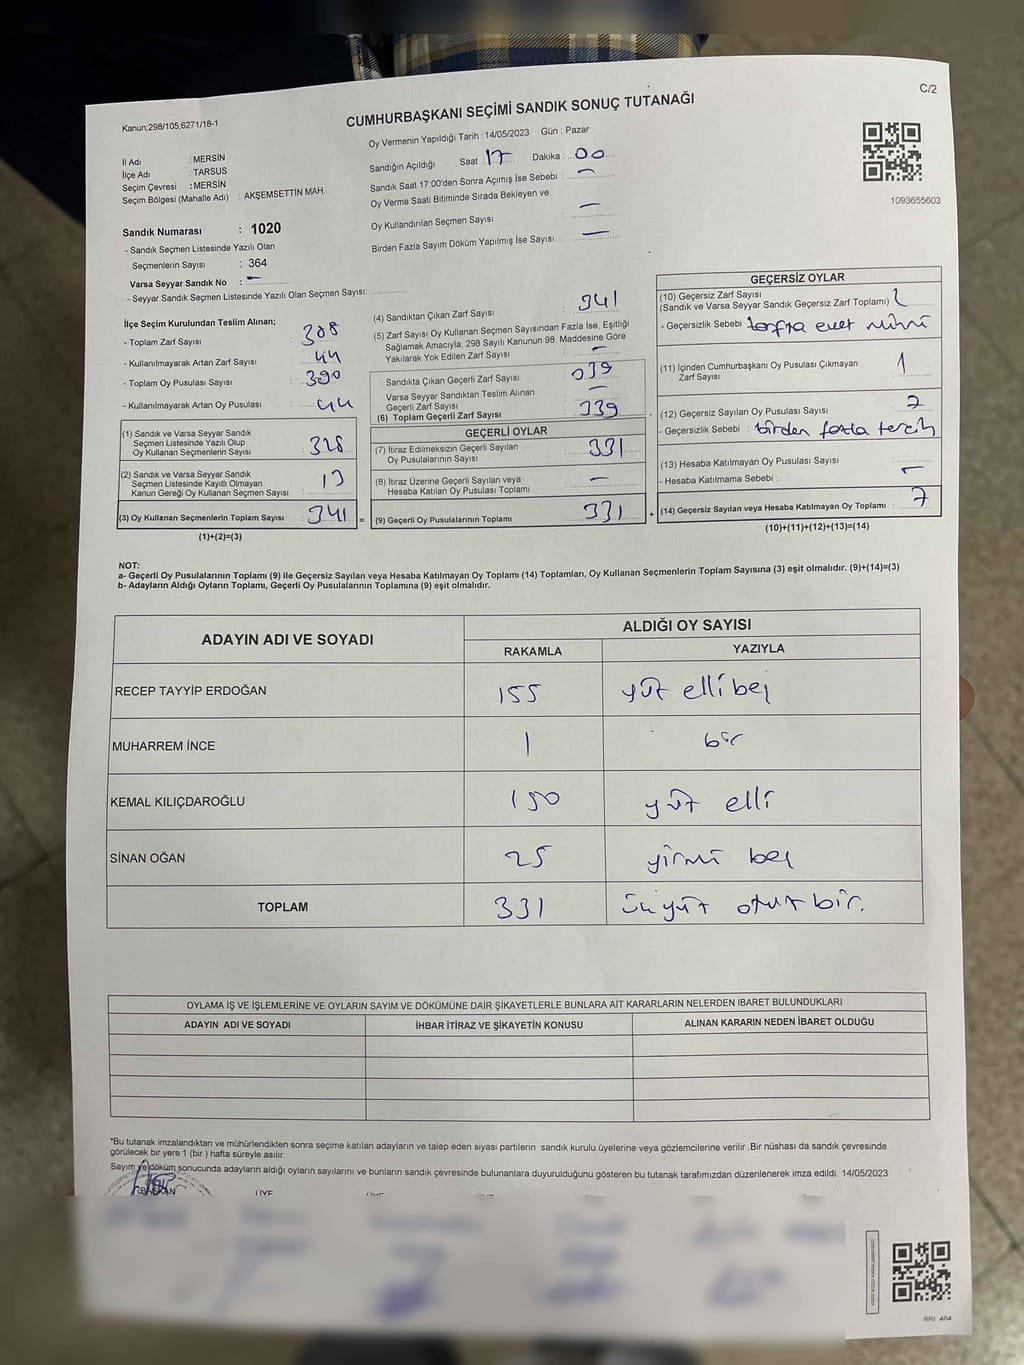 C/2
Kanun;298/105,6271/18-1
CUMHURBAŞKANI SEÇİMİ SANDIK SONUÇ TUTANAĞI
Oy Vermenin Yapıldığı Tarih : 14/05/2023 Gün : Pazar
İl Adı : MERSİN
İlçe Adı : TARSUS
Seçim Çevresi : MERSİN
Seçim Bölgesi (Mahalle Adı) : AKŞEMSETTİN MAH.
Sandığın Açıldığı Saat 17 Dakika : 00
Sandık Saat 17:00'den Sonra Açımış İse Sebebi : —
Oy Verme Saati Bitiminde Sırada Bekleyen ve
Oy Kullandırılan Seçmen Sayısı : —
Birden Fazla Sayım Döküm Yapılmış İse Sayısı : —
1093655603
Sandık Numarası : 1020
- Sandık Seçmen Listesinde Yazılı Olan
Seçmenlerin Sayısı : 364
Varsa Seyyar Sandık No : —
- Seyyar Sandık Seçmen Listesinde Yazılı Olan Seçmen Sayısı:
İlçe Seçim Kurulundan Teslim Alınan;
- Toplam Zarf Sayısı :
- Kullanılmayarak Artan Zarf Sayısı : 44
- Toplam Oy Pusulası Sayısı : 390
- Kullanılmayarak Artan Oy Pusulası : 44
(1) Sandık ve Varsa Seyyar Sandık
Seçmen Listesinde Yazılı Olup
Oy Kullanan Seçmenlerin Sayısı : 328
(2) Sandık ve Varsa Seyyar Sandık
Seçmen Listesinde Kayıtlı Olmayan
Kanun Gereği Oy Kullanan Seçmen Sayısı : 13
(3) Oy Kullanan Seçmenlerin Toplam Sayısı : 341
(1)+(2)=(3)
(4) Sandıktan Çıkan Zarf Sayısı : 341
(5) Zarf Sayısı Oy Kullanan Seçmen Sayısından Fazla İse, Eşitliği
Sağlamak Amacıyla; 298 Sayılı Kanunun 98. Maddesine Göre
Yakılarak Yok Edilen Zarf Sayısı : —
Sandıkta Çıkan Geçerli Zarf Sayısı : 339
Varsa Seyyar Sandıktan Teslim Alınan
Geçerli Zarf Sayısı : —
(6) Toplam Geçerli Zarf Sayısı : 339
GEÇERLİ OYLAR
(7) İtiraz Edilmeksizin Geçerli Sayılan
Oy Pusulalarının Sayısı : 331
(8) İtiraz Üzerine Geçerli Sayılan veya
Hesaba Katılan Oy Pusulası Toplamı : —
= (9) Geçerli Oy Pusulalarının Toplamı : 331
GEÇERSİZ OYLAR
(10) Geçersiz Zarf Sayısı
(Sandık ve Varsa Seyyar Sandık Geçersiz Zarf Toplamı) :
- Geçersizlik Sebebi : zarfta evet mührü
(11) İçinden Cumhurbaşkanı Oy Pusulası Çıkmayan
Zarf Sayısı : 1
(12) Geçersiz Sayılan Oy Pusulası Sayısı : 7
- Geçersizlik Sebebi : birden fazla tercih
(13) Hesaba Katılmayan Oy Pusulası Sayısı : —
- Hesaba Katılmama Sebebi :
+ (14) Geçersiz Sayılan veya Hesaba Katılmayan Oy Toplamı : 7
(10)+(11)+(12)+(13)=(14)
NOT:
a- Geçerli Oy Pusulalarının Toplamı (9) ile Geçersiz Sayılan veya Hesaba Katılmayan Oy Toplamı (14) Toplamları, Oy Kullanan Seçmenlerin Toplam Sayısına (3) eşit olmalıdır. (9)+(14)=(3)
b- Adayların Aldığı Oyların Toplamı, Geçerli Oy Pusulalarının Toplamına (9) eşit olmalıdır.
ADAYIN ADI VE SOYADI
ALDIĞI OY SAYISI
RAKAMLA YAZIYLA
RECEP TAYYİP ERDOĞAN 155 yüz elli beş
MUHARREM İNCE 1 bir
KEMAL KILIÇDAROĞLU 150 yüz elli
SİNAN OĞAN 25 yirmi beş
TOPLAM 331 üç yüz otuz bir.
OYLAMA İŞ VE İŞLEMLERİNE VE OYLARIN SAYIM VE DÖKÜMÜNE DAİR ŞİKAYETLERLE BUNLARA AİT KARARLARIN NELERDEN İBARET BULUNDUKLARI
ADAYIN ADI VE SOYADI İHBAR İTİRAZ VE ŞİKAYETİN KONUSU ALINAN KARARIN NEDEN İBARET OLDUĞU
*Bu tutanak imzalandıktan ve mühürlendikten sonra seçime katılan adayların ve talep eden siyasi partilerin sandık kurulu üyelerine veya gözlemcilerine verilir .Bir nüshası da sandık çevresinde
görülecek bir yere 1 (bir ) hafta süreyle asılır.
Sayım ve döküm sonucunda adayların aldığı oyların sayılarını ve bunların sandık çevresinde bulunanlara duyurulduğunu gösteren bu tutanak tarafımızdan düzenlenerek imza edildi. 14/05/2023
BAŞKAN ÜYE ÜYE